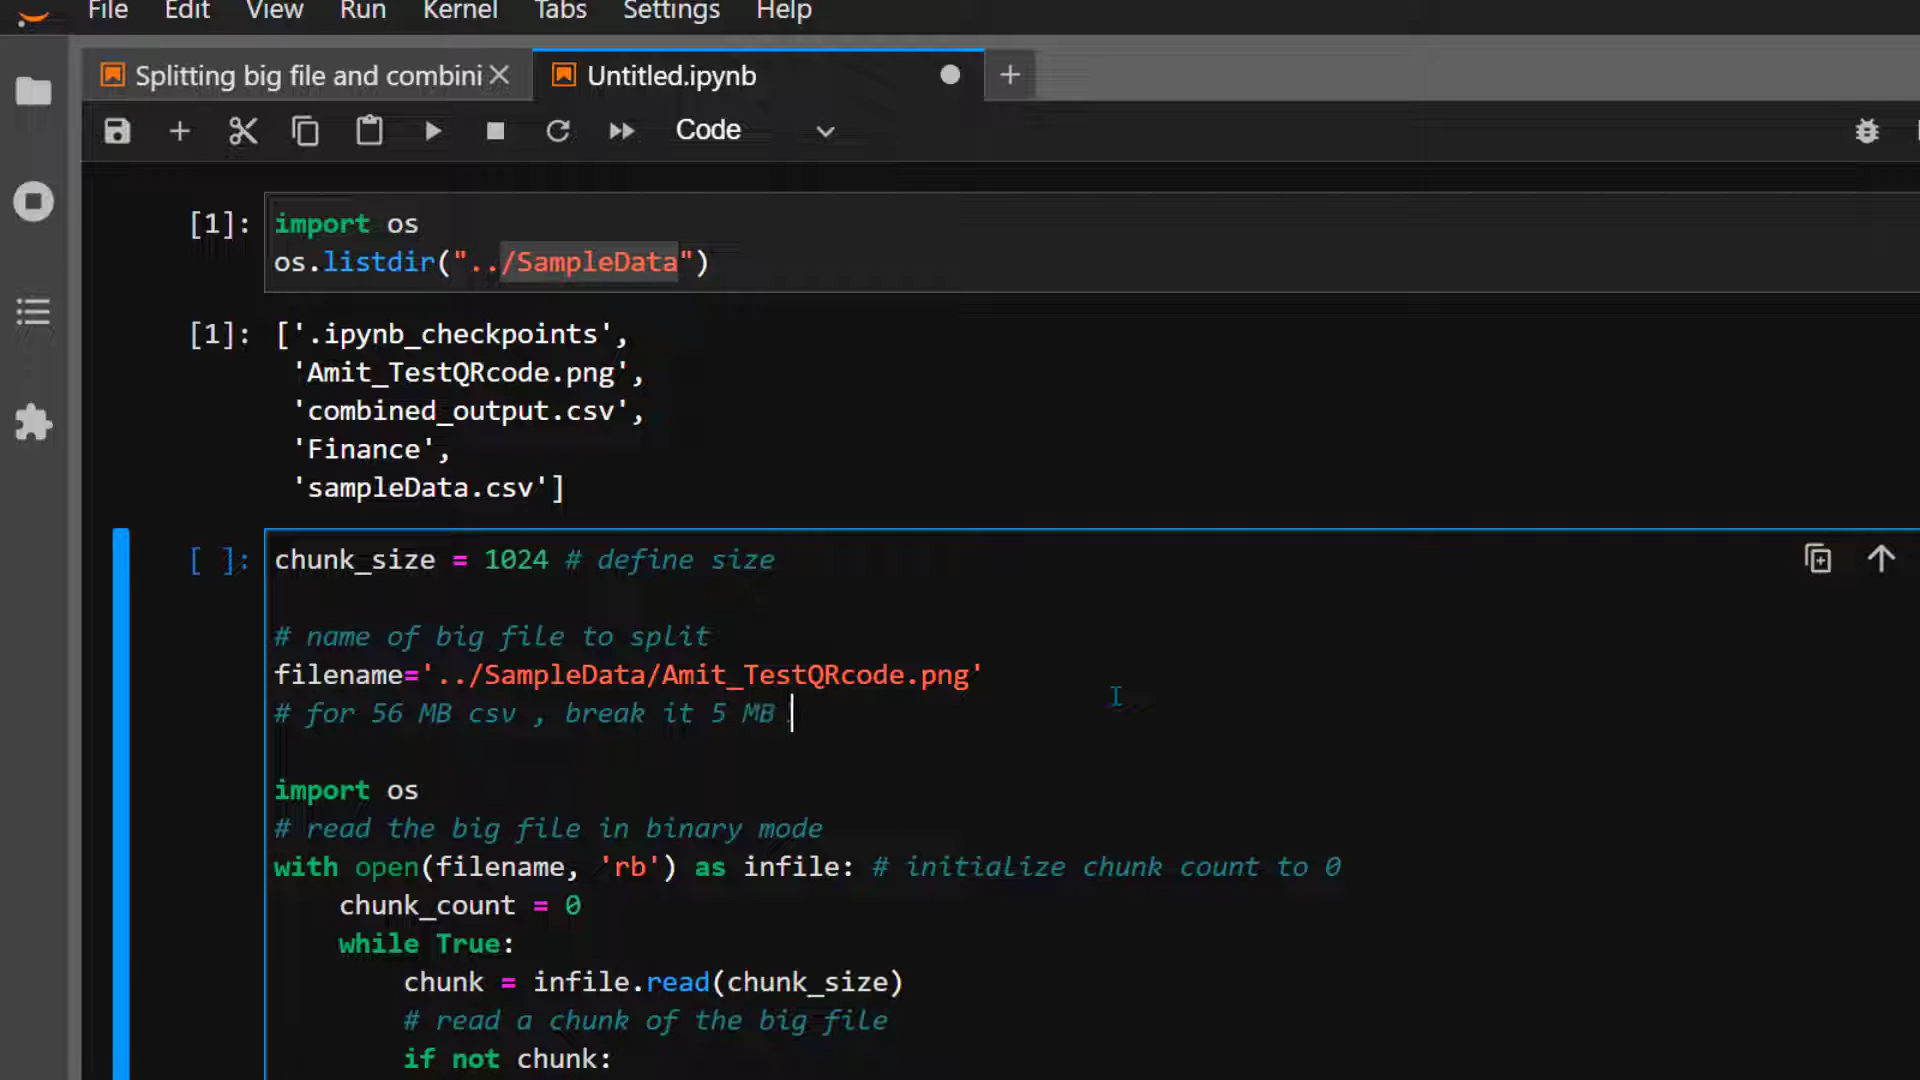 File Edit View Run Kernel Tabs Settings Help
Splitting big file and combini Untitled.ipynb
Code
[1]: import os
os.listdir("../SampleData")
[1]: ['.ipynb_checkpoints',
'Amit_TestQRcode.png',
'combined_output.csv',
'Finance',
'sampleData.csv']
[ ]: chunk_size = 1024 # define size
# name of big file to split
filename='../SampleData/Amit_TestQRcode.png'
# for 56 MB csv , break it 5 MB
import os
# read the big file in binary mode
with open(filename, 'rb') as infile: # initialize chunk count to 0
chunk_count = 0
while True:
chunk = infile.read(chunk_size)
# read a chunk of the big file
if not chunk: